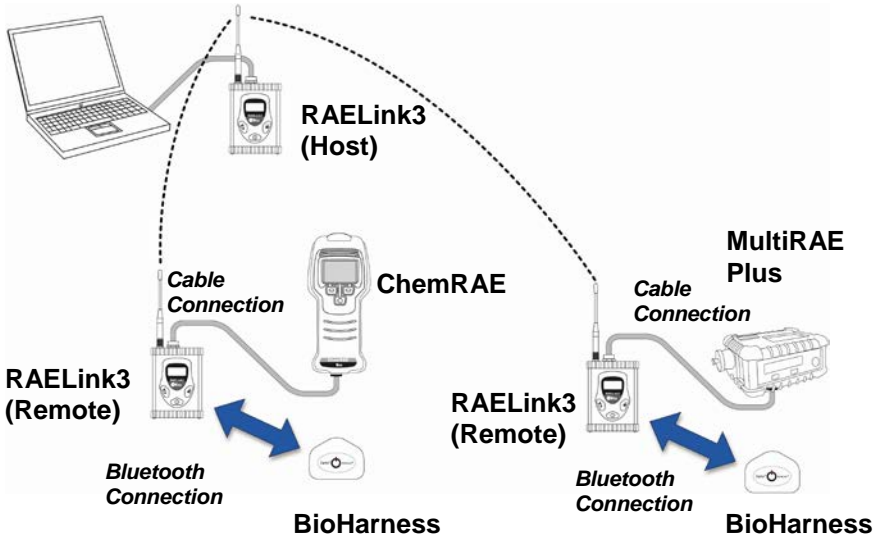 RAELink3
(Host)
MultiRAE
Plus
Cable
Connection
ChemRAE
Cable
Connection
RAELink3
(Remote)
RAELink3
(Remote)
Bluetooth
Connection
Bluetooth
Connection
BioHarness
BioHarness